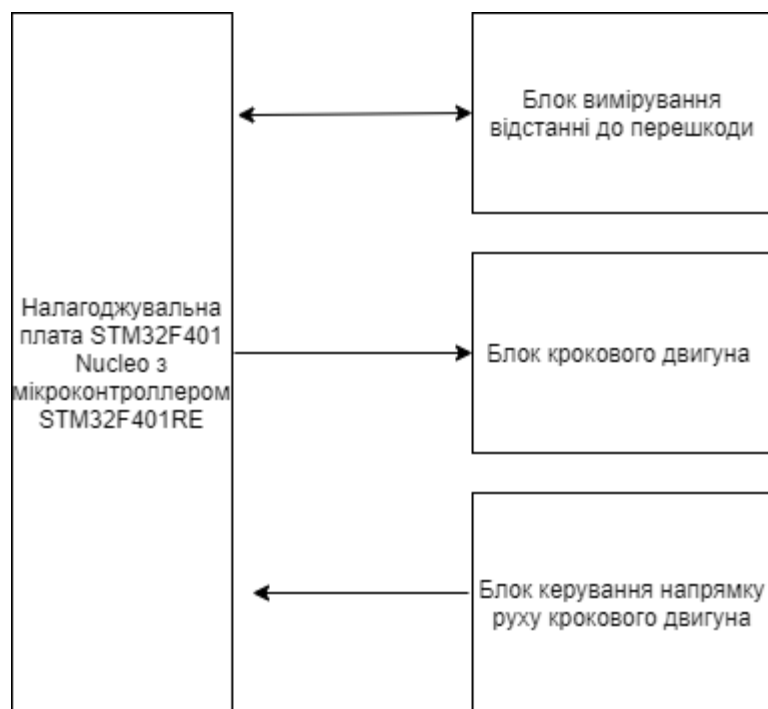 Блок вимірування
відстанні до перешкоди
Налагоджувальна
плата STM32F401
Nucleo з
мікроконтроллером
STM32F401RE
Блок крокового двигуна
Блок керування напрямку
руху крокового двигуна